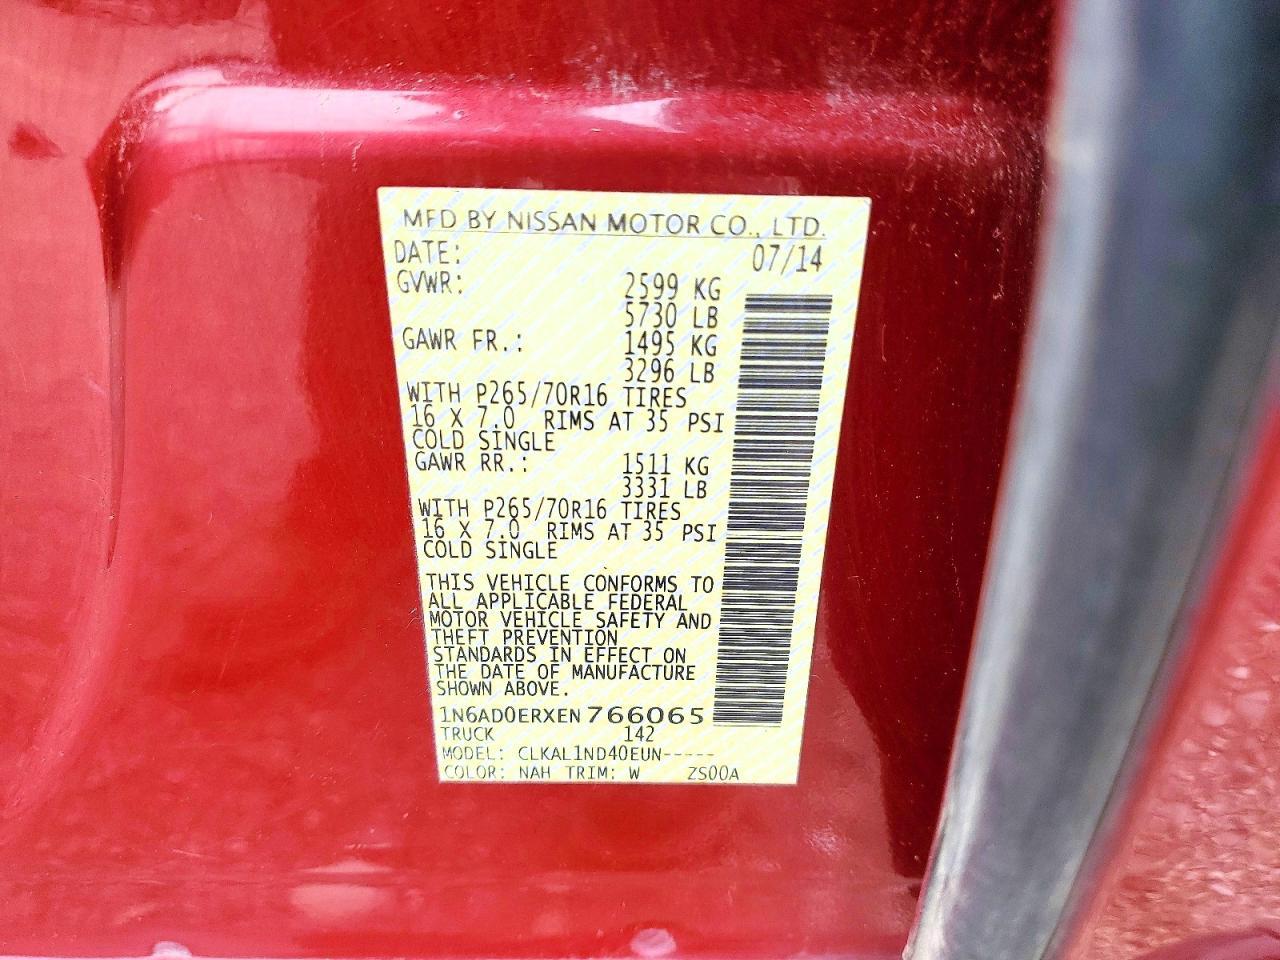 MFD BY NISSAN MOTOR CO., LTD.
DATE: 07/14
GVWR: 2599 KG
5730 LB
GAWR FR.: 1495 KG
3296 LB
WITH P265/70R16 TIRES
16 X 7.0 RIMS AT 35 PSI
COLD SINGLE
GAWR RR.: 1511 KG
3331 LB
WITH P265/70R16 TIRES
16 X 7.0 RIMS AT 35 PSI
COLD SINGLE
THIS VEHICLE CONFORMS TO
ALL APPLICABLE FEDERAL
MOTOR VEHICLE SAFETY AND
THEFT PREVENTION
STANDARDS IN EFFECT ON
THE DATE OF MANUFACTURE
SHOWN ABOVE.
1N6AD0ERXEN766065
TRUCK 142
MODEL: CLKAL1ND40EUN-----
COLOR: NAH TRIM: W ZS00A